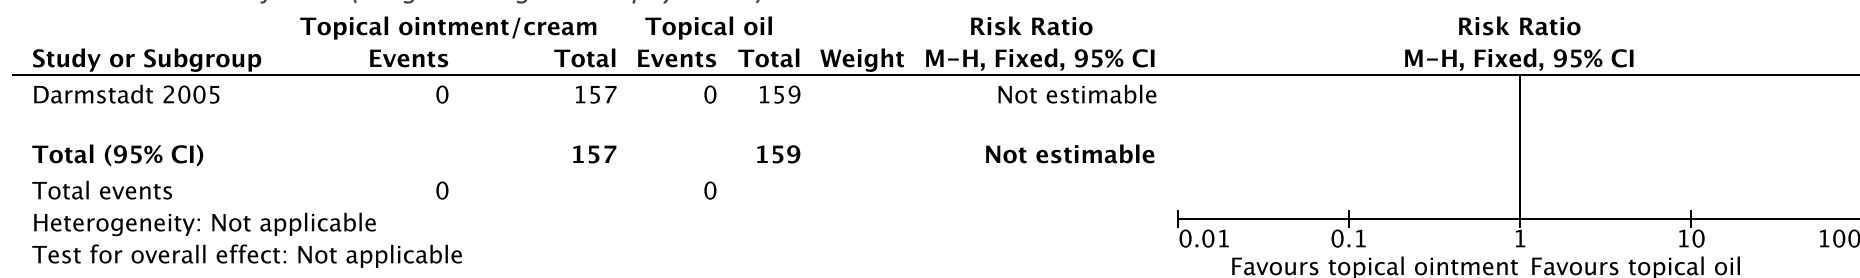 Topical ointment/cream Topical oil Risk Ratio Risk Ratio
Study or Subgroup Events Total Events Total Weight M-H, Fixed, 95% CI M-H, Fixed, 95% CI
Darmstadt 2005 0 157 0 159 Not estimable
Total (95% CI) 157 159 Not estimable
Total events 0 0
Heterogeneity: Not applicable
Test for overall effect: Not applicable
0.01 0.1 1 10 100
Favours topical ointment Favours topical oil